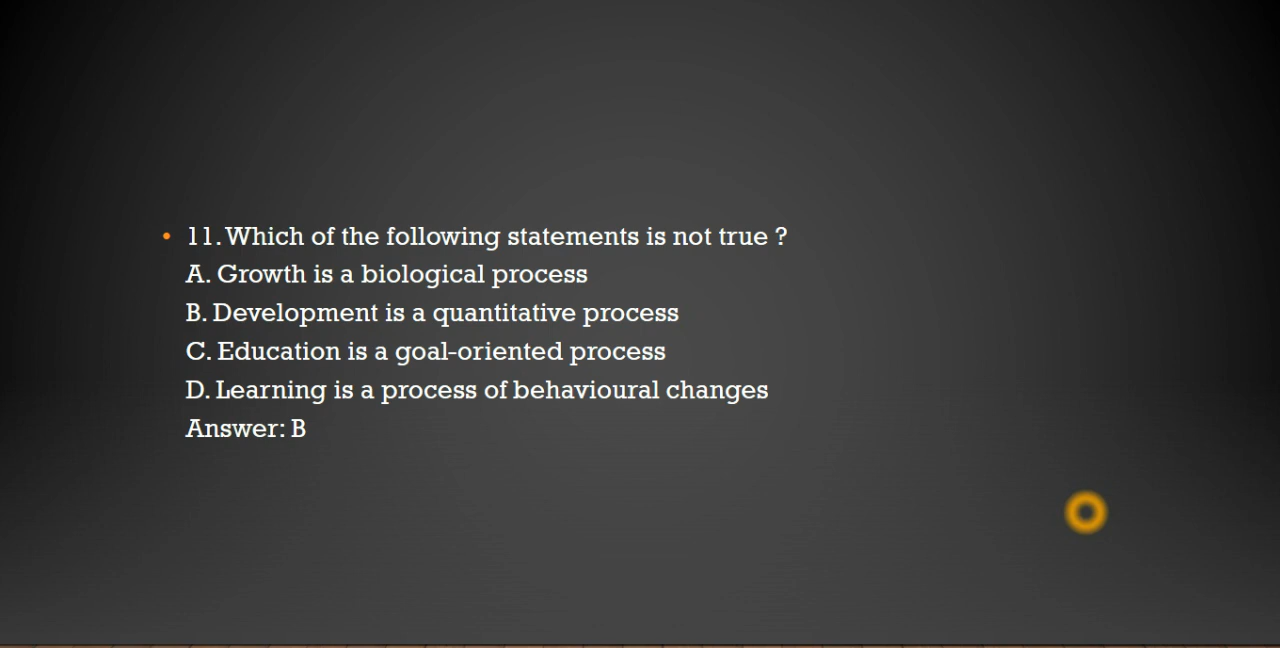 • 11. Which of the following statements is not true ?
A. Growth is a biological process
B. Development is a quantitative process
C. Education is a goal-oriented process
D. Learning is a process of behavioural changes
Answer: B